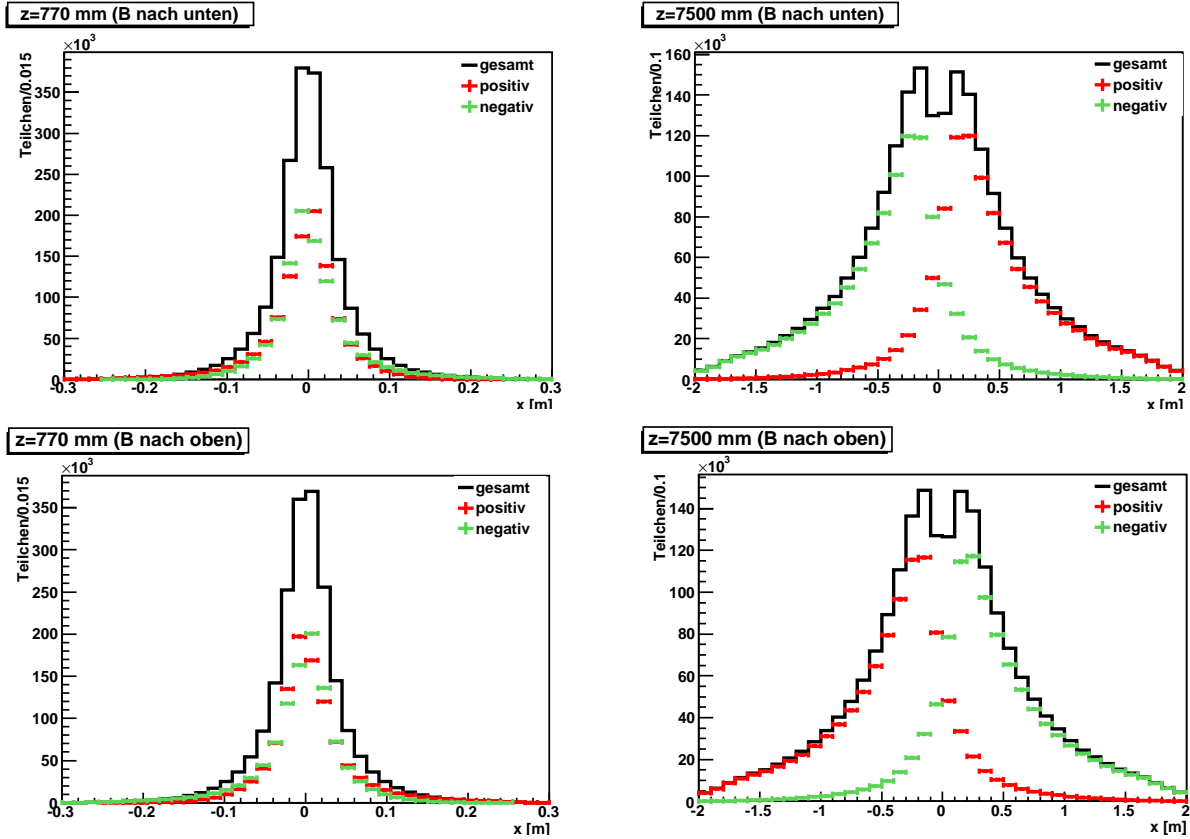 z=770 mm (B nach unten)
×10³
Teilchen/0.015
350
300
250
200
150
100
50
0
gesamt
positiv
negativ
-0.3 -0.2 -0.1 0 0.1 0.2 0.3
x [m]
z=7500 mm (B nach unten)
×10³
Teilchen/0.1
160
140
120
100
80
60
40
20
0
gesamt
positiv
negativ
-2 -1.5 -1 -0.5 0 0.5 1 1.5 2
x [m]
z=770 mm (B nach oben)
×10³
Teilchen/0.015
350
300
250
200
150
100
50
0
gesamt
positiv
negativ
-0.3 -0.2 -0.1 0 0.1 0.2 0.3
x [m]
z=7500 mm (B nach oben)
×10³
Teilchen/0.1
140
120
100
80
60
40
20
0
gesamt
positiv
negativ
-2 -1.5 -1 -0.5 0 0.5 1 1.5 2
x [m]